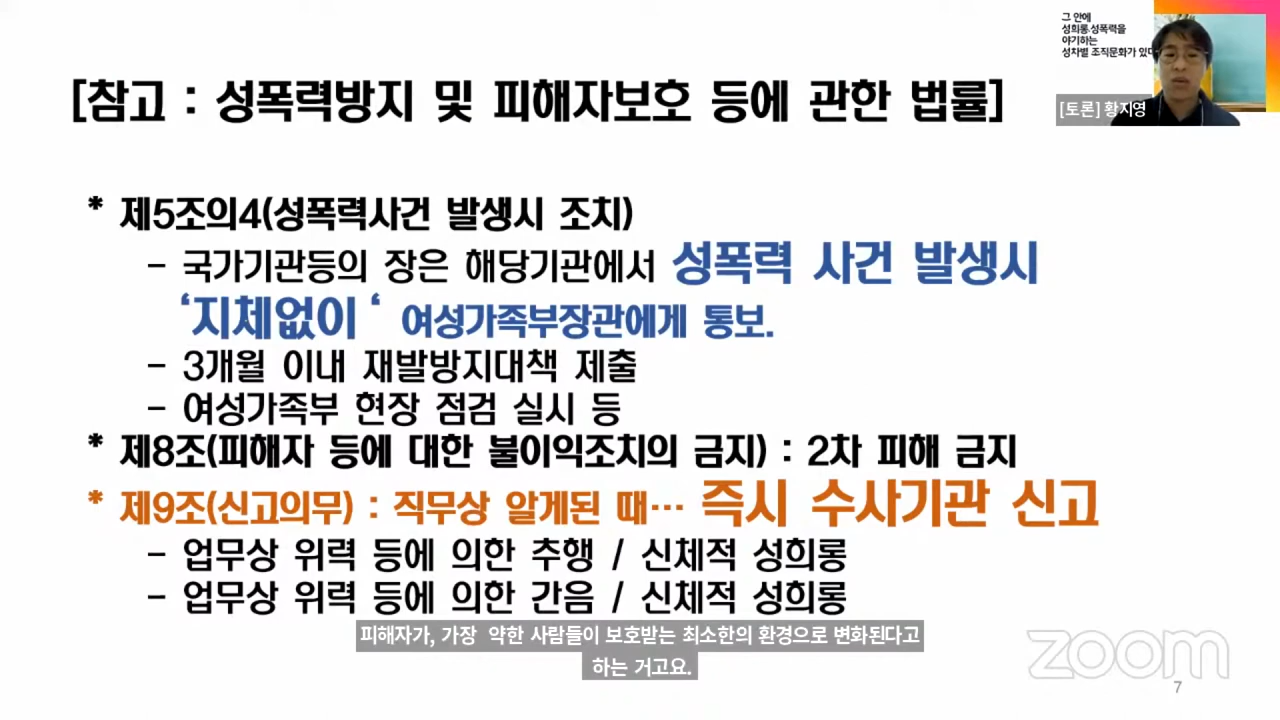 그 안에
성희롱·성폭력을
야기하는
성차별 조직문화가 있다
[토론] 황지영
[참고 : 성폭력방지 및 피해자보호 등에 관한 법률]
* 제5조의4(성폭력사건 발생시 조치)
– 국가기관등의 장은 해당기관에서 성폭력 사건 발생시
‘지체없이 ‘ 여성가족부장관에게 통보.
– 3개월 이내 재발방지대책 제출
– 여성가족부 현장 점검 실시 등
* 제8조(피해자 등에 대한 불이익조치의 금지) : 2차 피해 금지
* 제9조(신고의무) : 직무상 알게된 때… 즉시 수사기관 신고
– 업무상 위력 등에 의한 추행 / 신체적 성희롱
– 업무상 위력 등에 의한 간음 / 신체적 성희롱
피해자가, 가장 약한 사람들이 보호받는 최소한의 환경으로 변화된다고
하는 거고요.
zoom
7